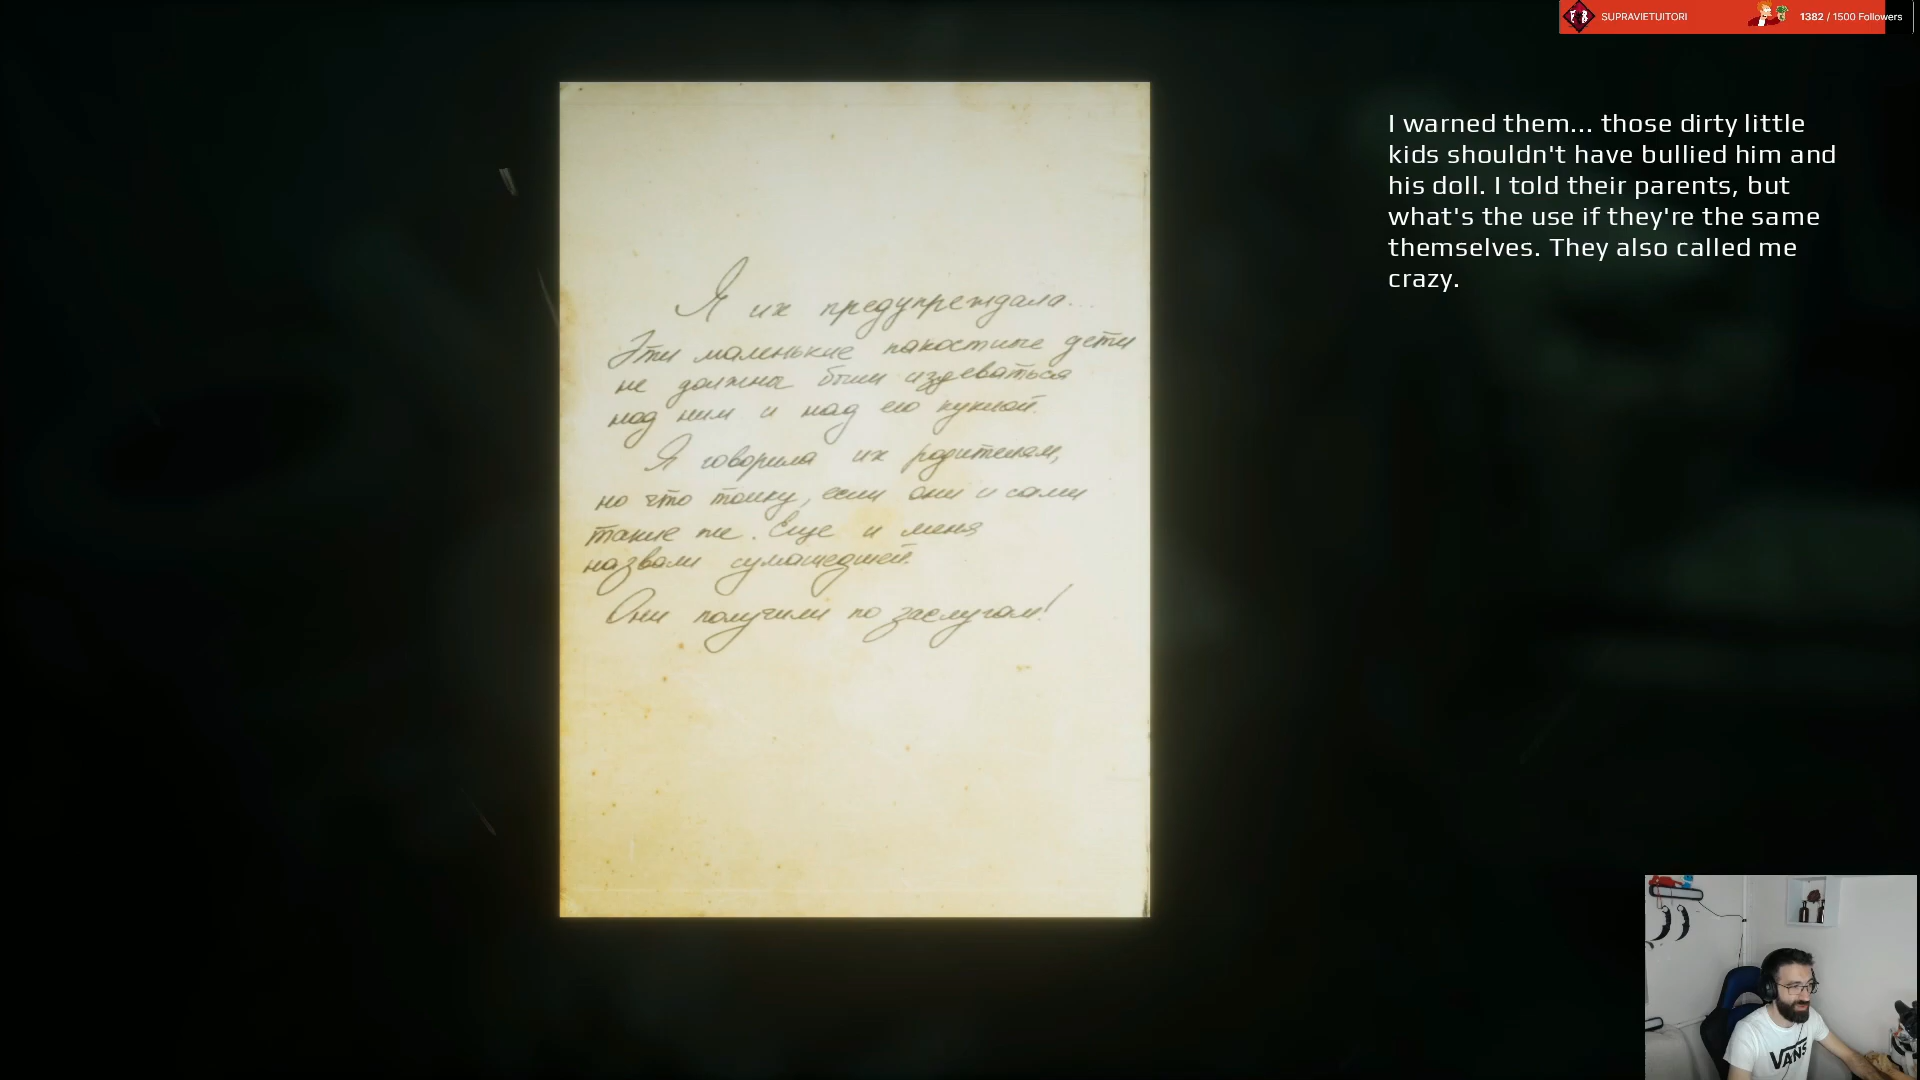 SUPRAVIETUITORI
1382 / 1500 Followers
I warned them... those dirty little
kids shouldn't have bullied him and
his doll. I told their parents, but
what's the use if they're the same
themselves. They also called me
crazy.
Я их предупреждала...
Эти маленькие пакостные дети
не должны были издеваться
над ним и над его куклой.
Я говорила их родителям,
но что толку, если они и сами
такие же. Еще и меня
назвали сумашедшей.
Они получили по заслугам!
VANS